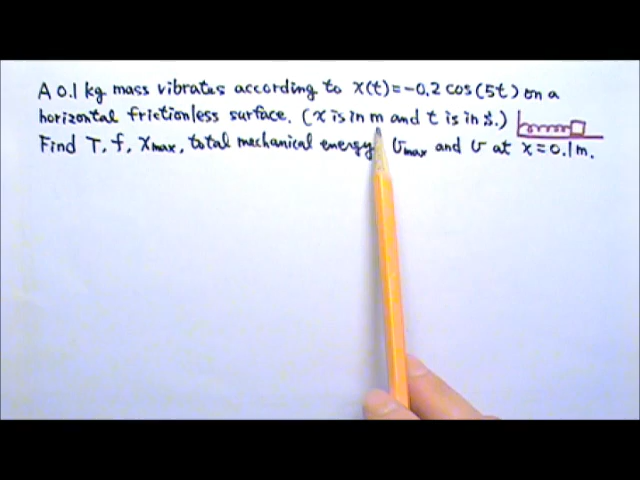 A 0.1 kg mass vibrates according to x(t)=-0.2 cos(5t) on a
horizontal frictionless surface. (x is in m and t is in s.)
Find T, f, xmax, total mechanical energy, vmax and v at x=0.1m.